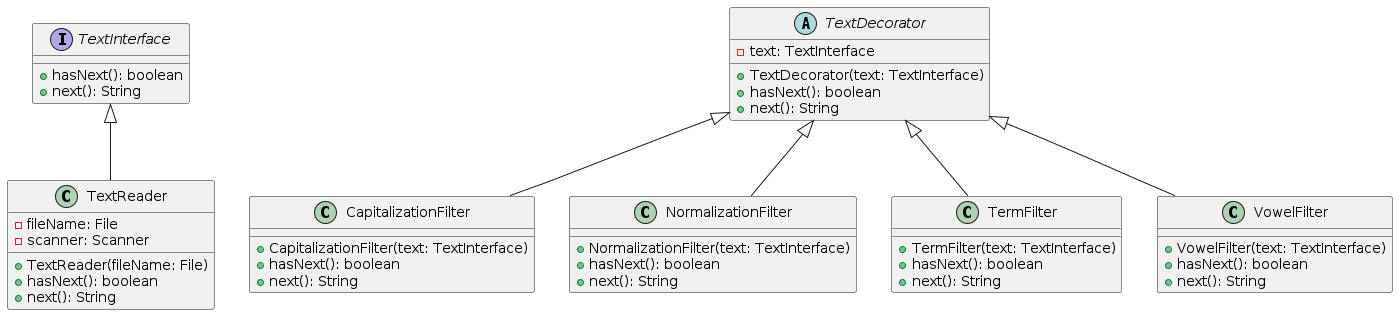 I TextInterface
hasNext(): boolean
next(): String
A TextDecorator
text: TextInterface
TextDecorator(text: TextInterface)
hasNext(): boolean
next(): String
C TextReader
fileName: File
scanner: Scanner
TextReader(fileName: File)
hasNext(): boolean
next(): String
C CapitalizationFilter
CapitalizationFilter(text: TextInterface)
hasNext(): boolean
next(): String
C NormalizationFilter
NormalizationFilter(text: TextInterface)
hasNext(): boolean
next(): String
C TermFilter
TermFilter(text: TextInterface)
hasNext(): boolean
next(): String
C VowelFilter
VowelFilter(text: TextInterface)
hasNext(): boolean
next(): String